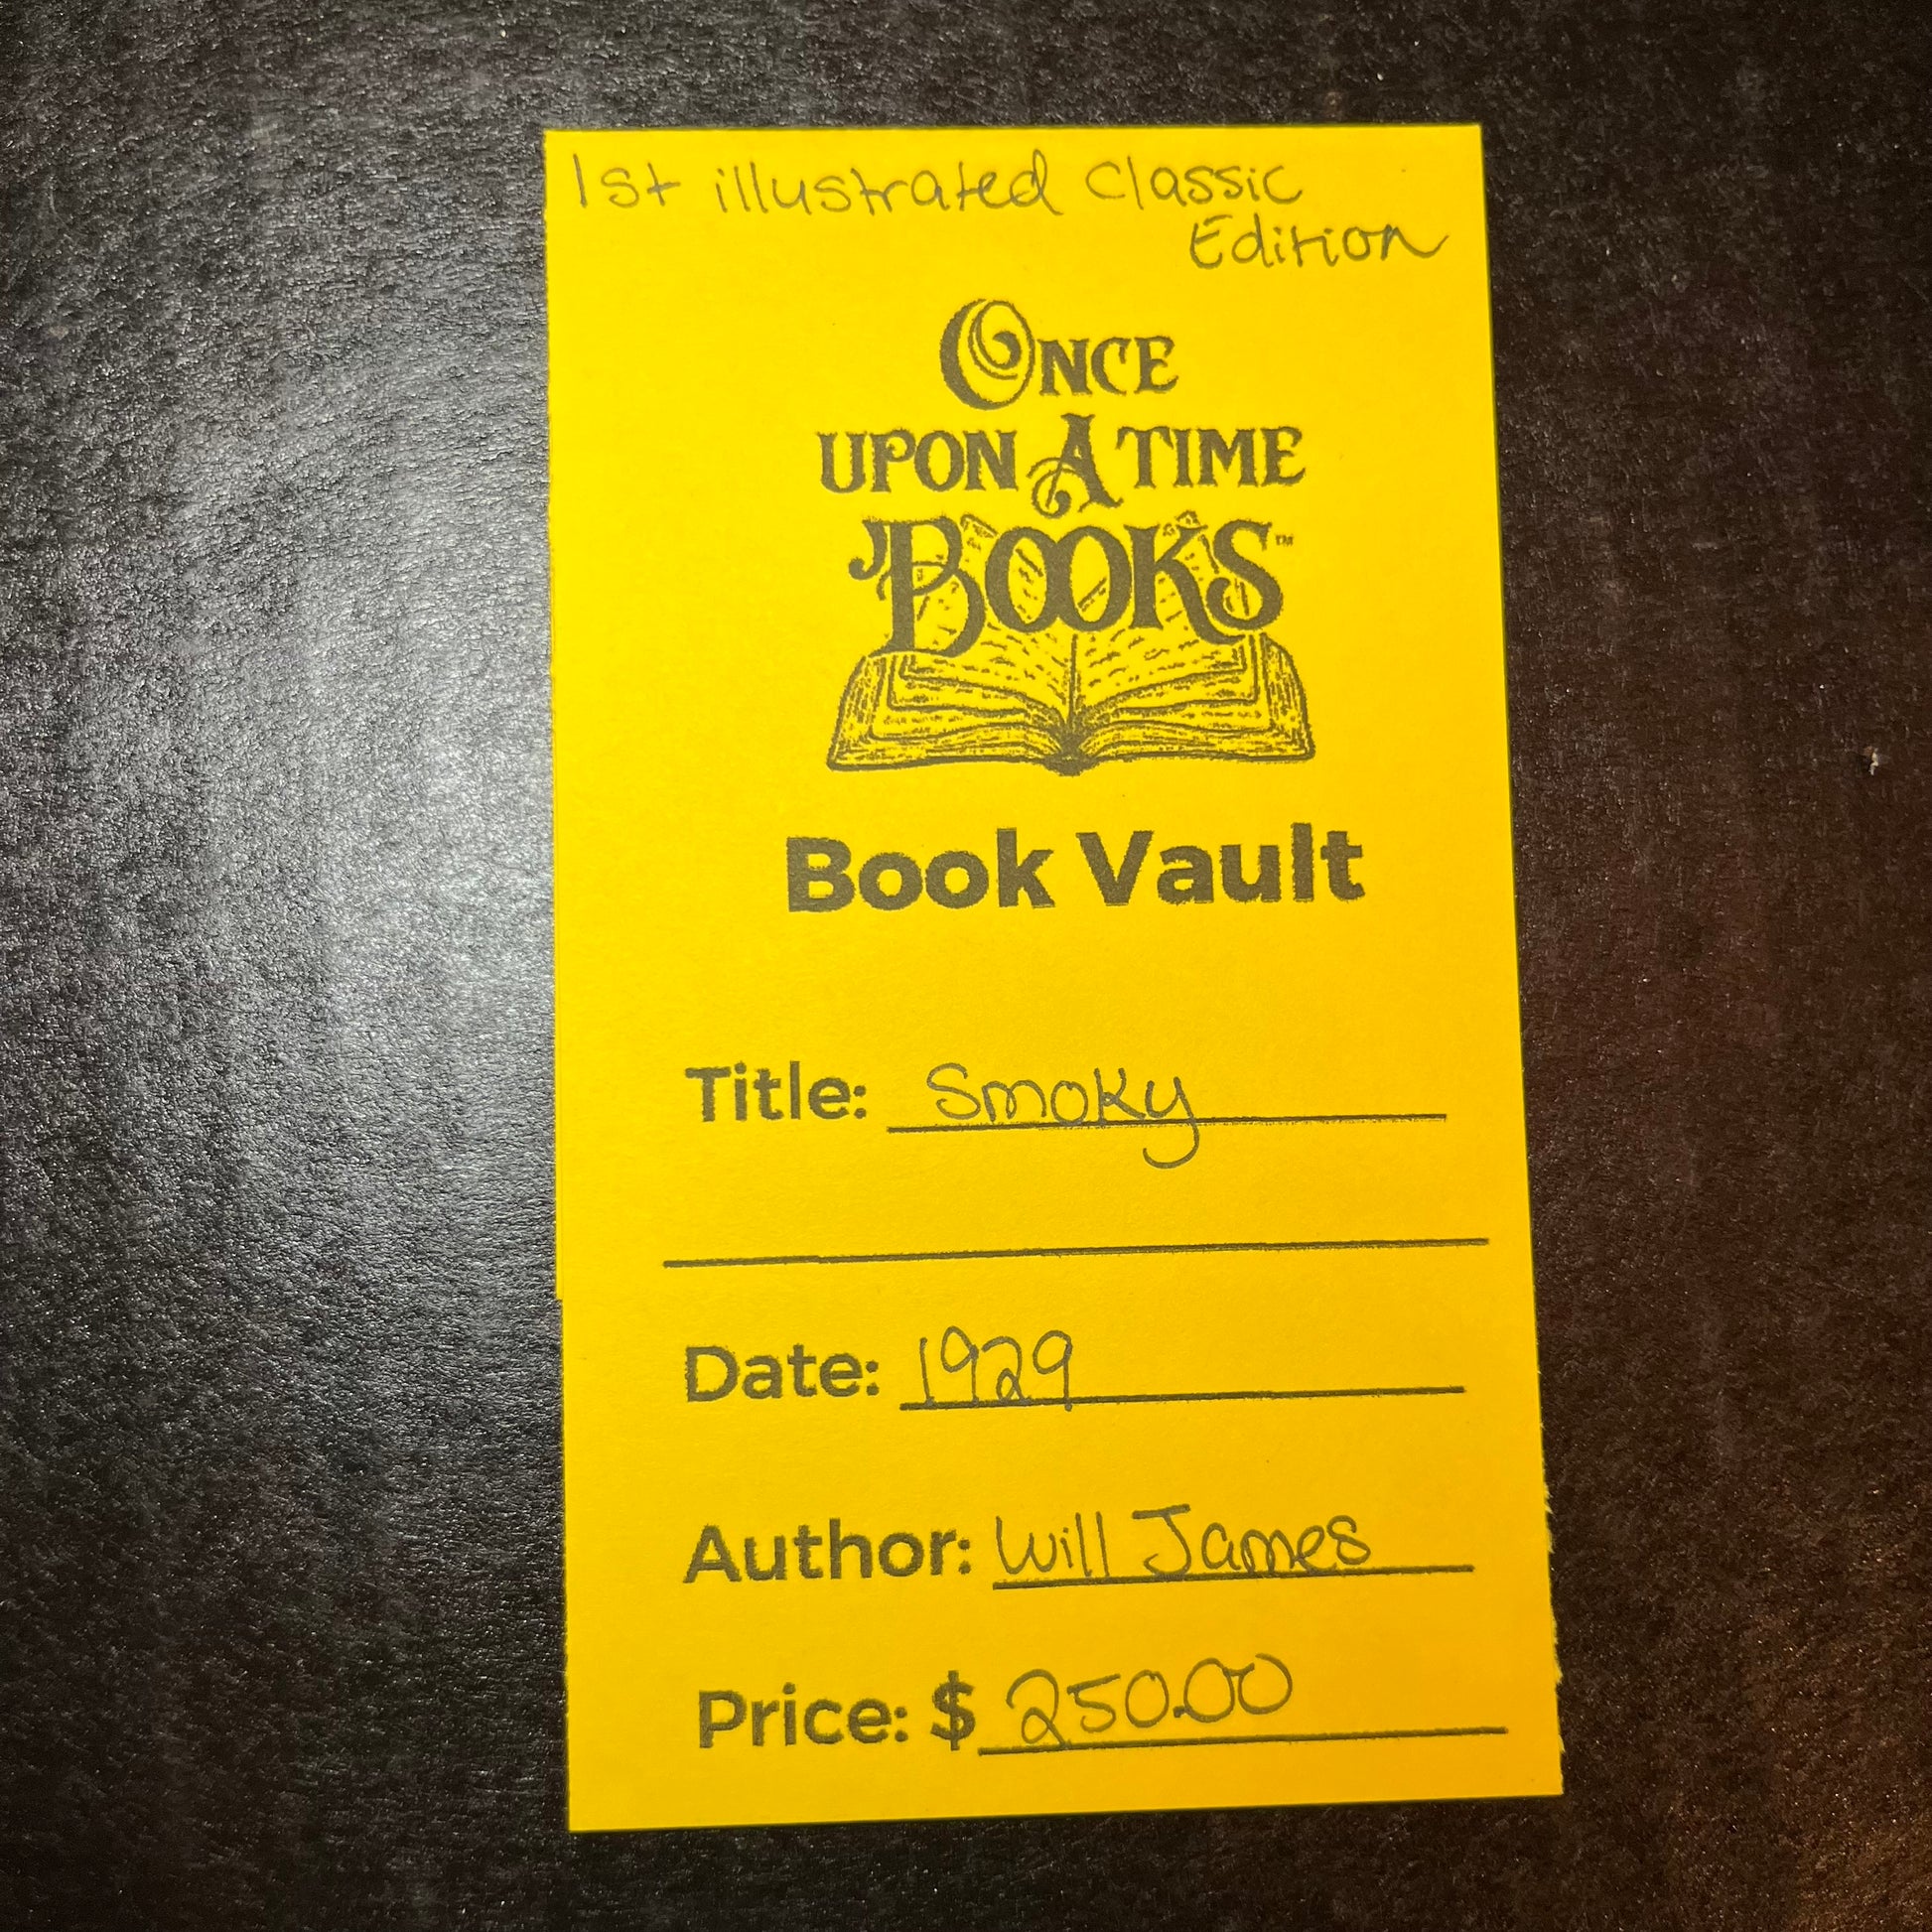 1st illustrated Classic
Edition
ONCE
UPON A TIME
BOOKS™
Book Vault
Title: Smoky
Date: 1929
Author: Will James
Price: $ 250.00